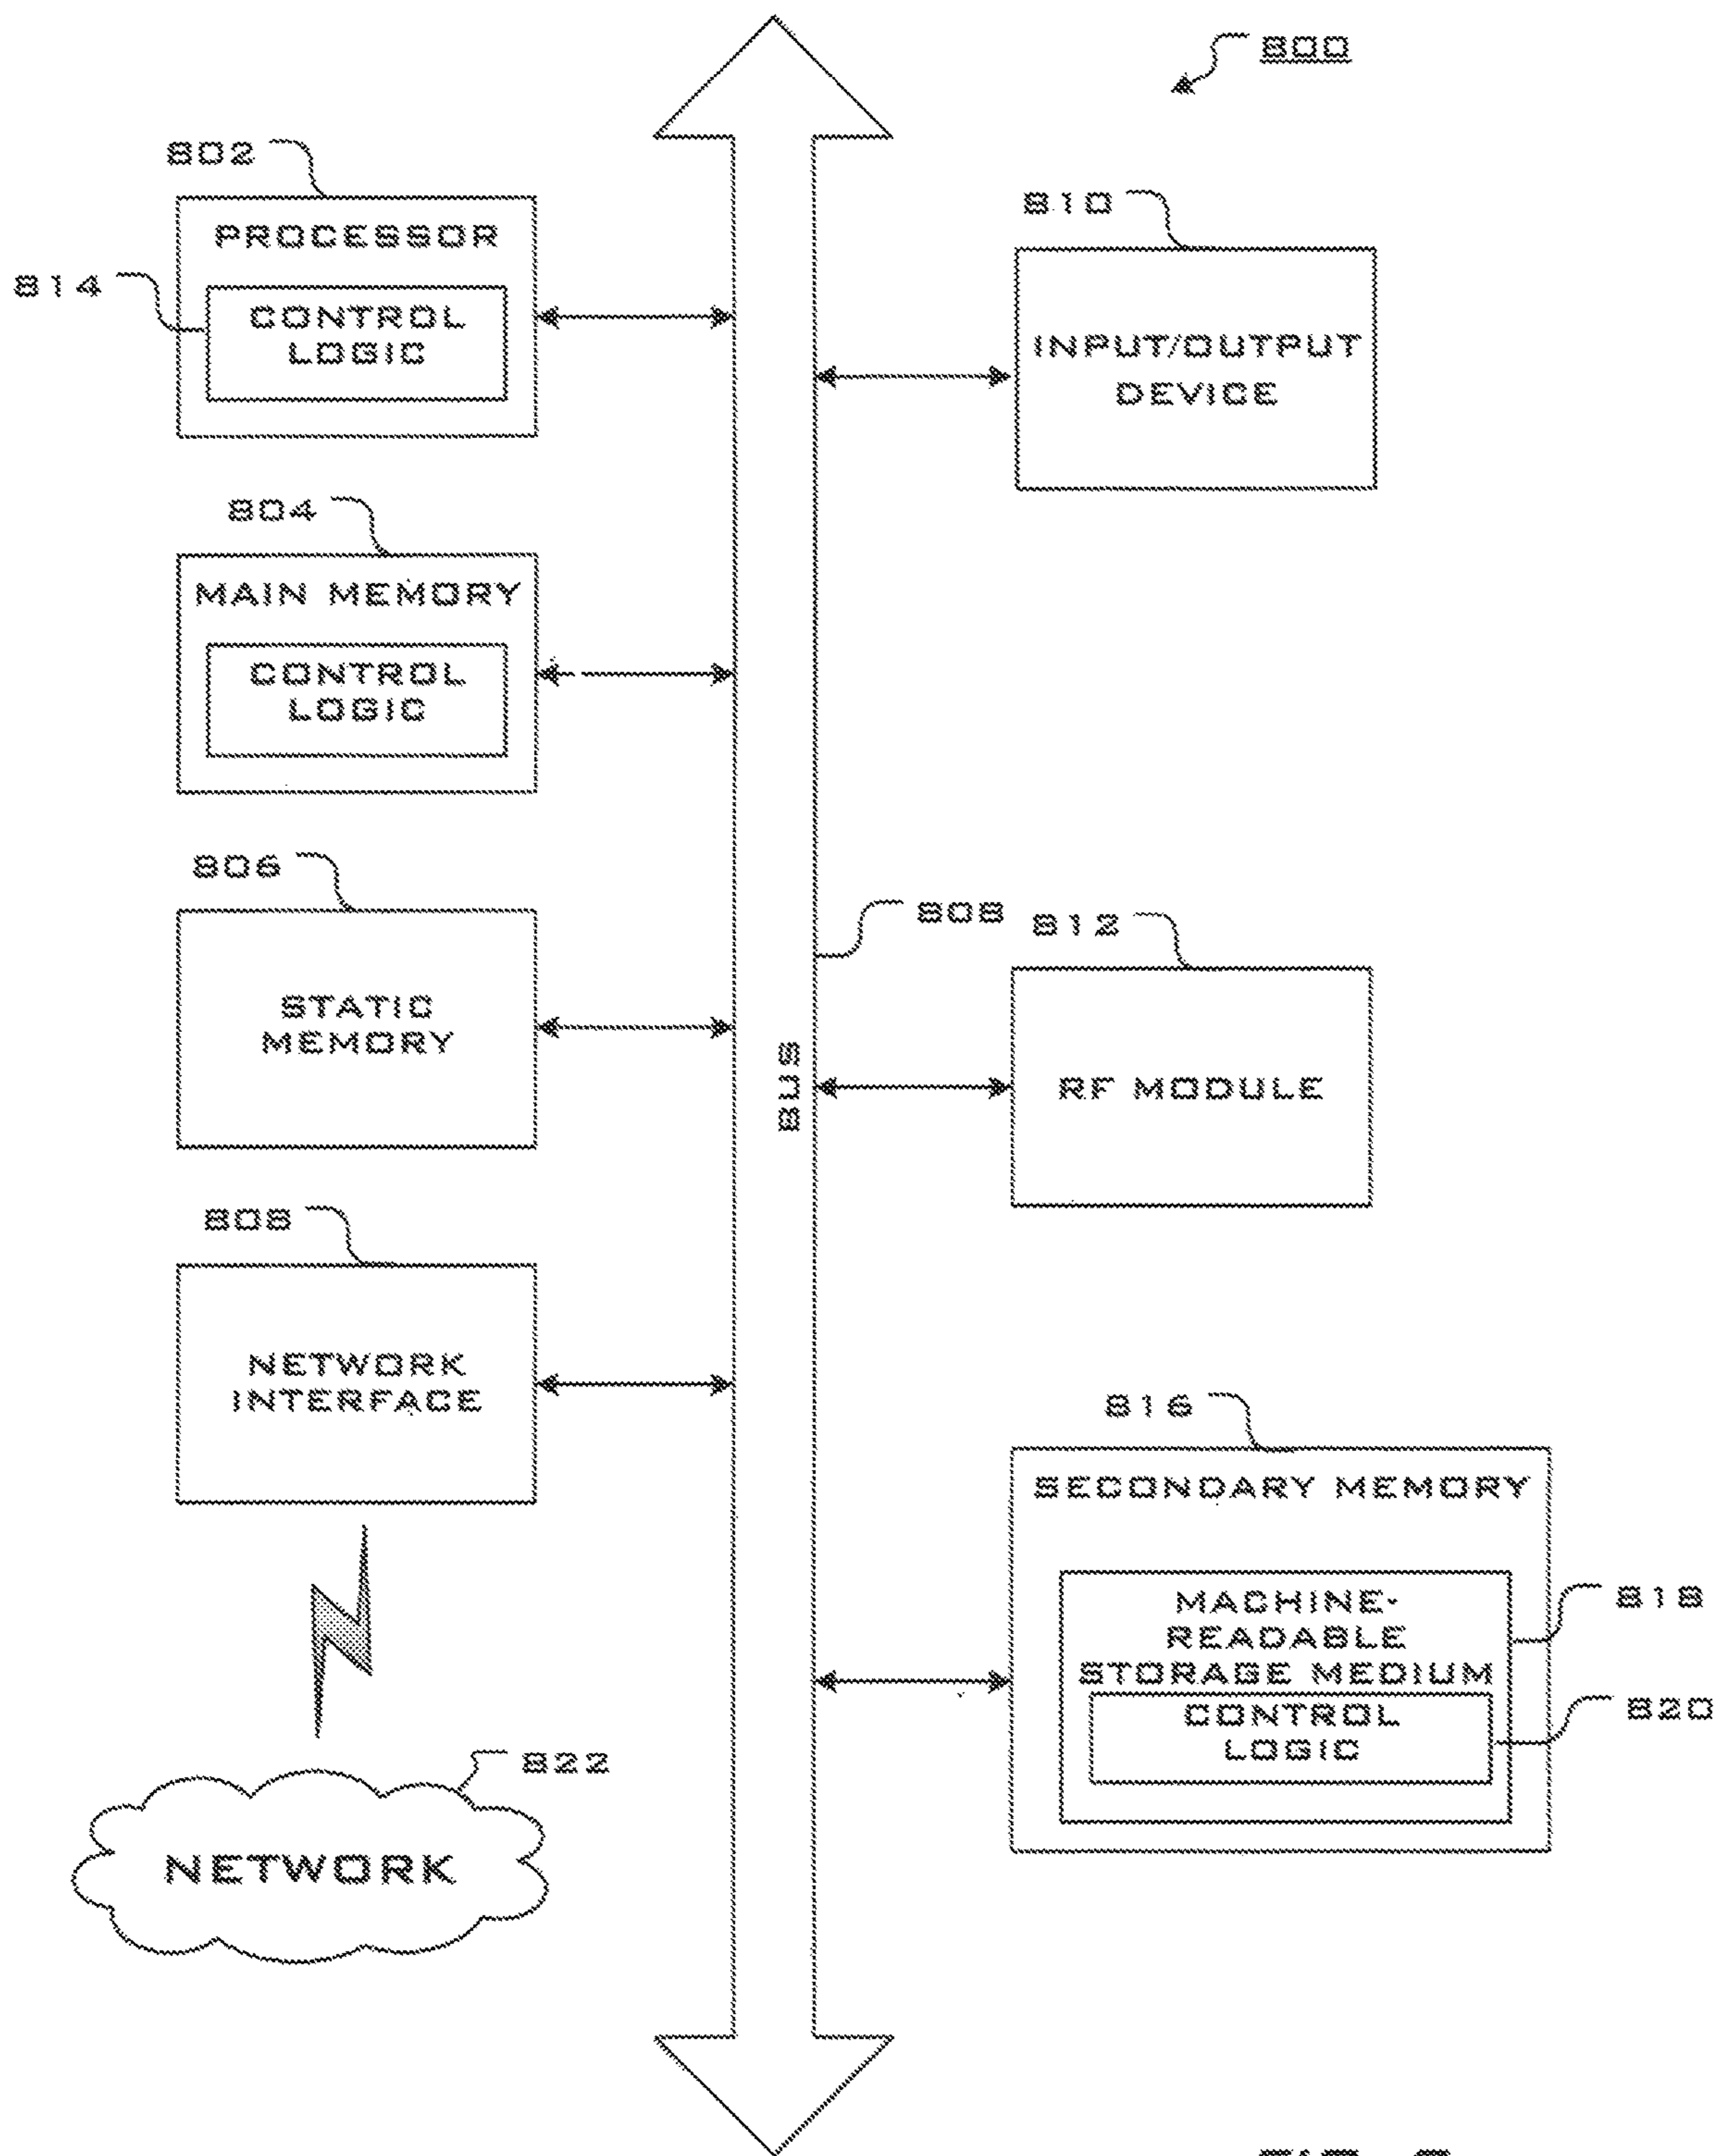 800
802
PROCESSOR
814
CONTROL
LOGIC
810
INPUT/OUTPUT
DEVICE
804
MAIN MEMORY
CONTROL
LOGIC
806
STATIC
MEMORY
808
BUS
812
RF MODULE
808
NETWORK
INTERFACE
816
SECONDARY MEMORY
MACHINE-
READABLE
STORAGE MEDIUM
818
CONTROL
LOGIC
820
822
NETWORK